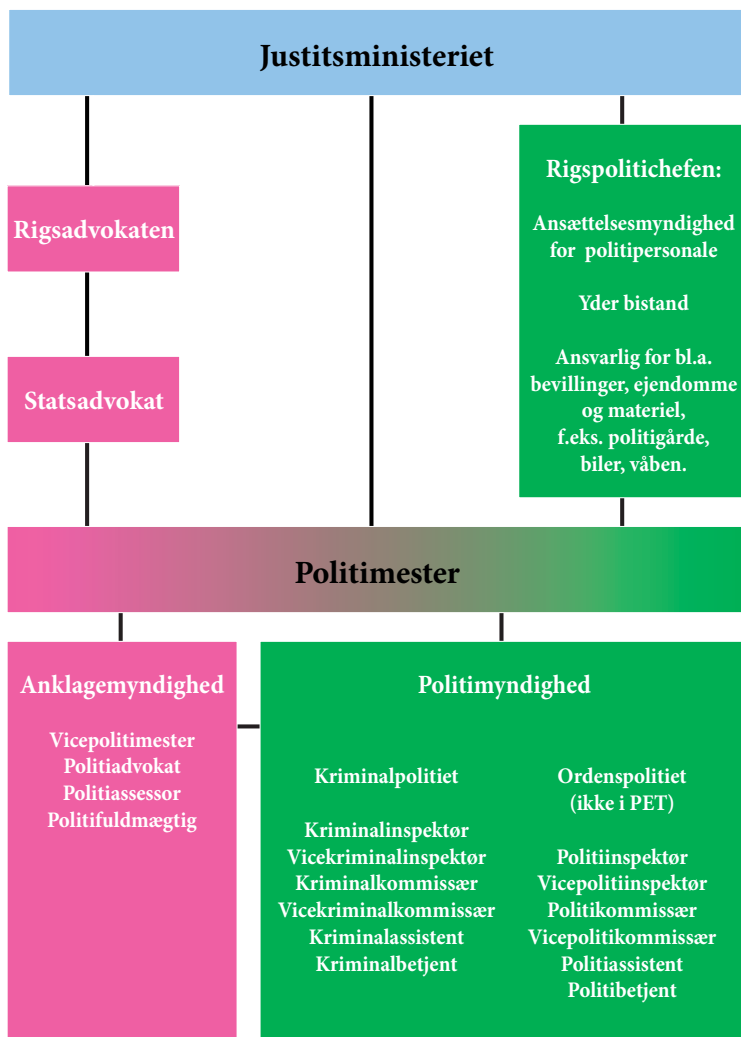 Justitsministeriet
Rigsadvokaten
Statsadvokat
Rigspolitichefen:
Ansættelsesmyndighed
for politipersonale
Yder bistand
Ansvarlig for bl.a.
bevillinger, ejendomme
og materiel,
f.eks. politigårde,
biler, våben.
Politimester
Anklagemyndighed
Vicepolitimester
Politiadvokat
Politiassessor
Politifuldmægtig
Politimyndighed
Kriminalpolitiet
Kriminalinspektør
Vicekriminalinspektør
Kriminalkommissær
Vicekriminalkommissær
Kriminalassistent
Kriminalbetjent
Ordenspolitiet
(ikke i PET)
Politiinspektør
Vicepolitiinspektør
Politikommissær
Vicepolitikommissær
Politiassistent
Politibetjent